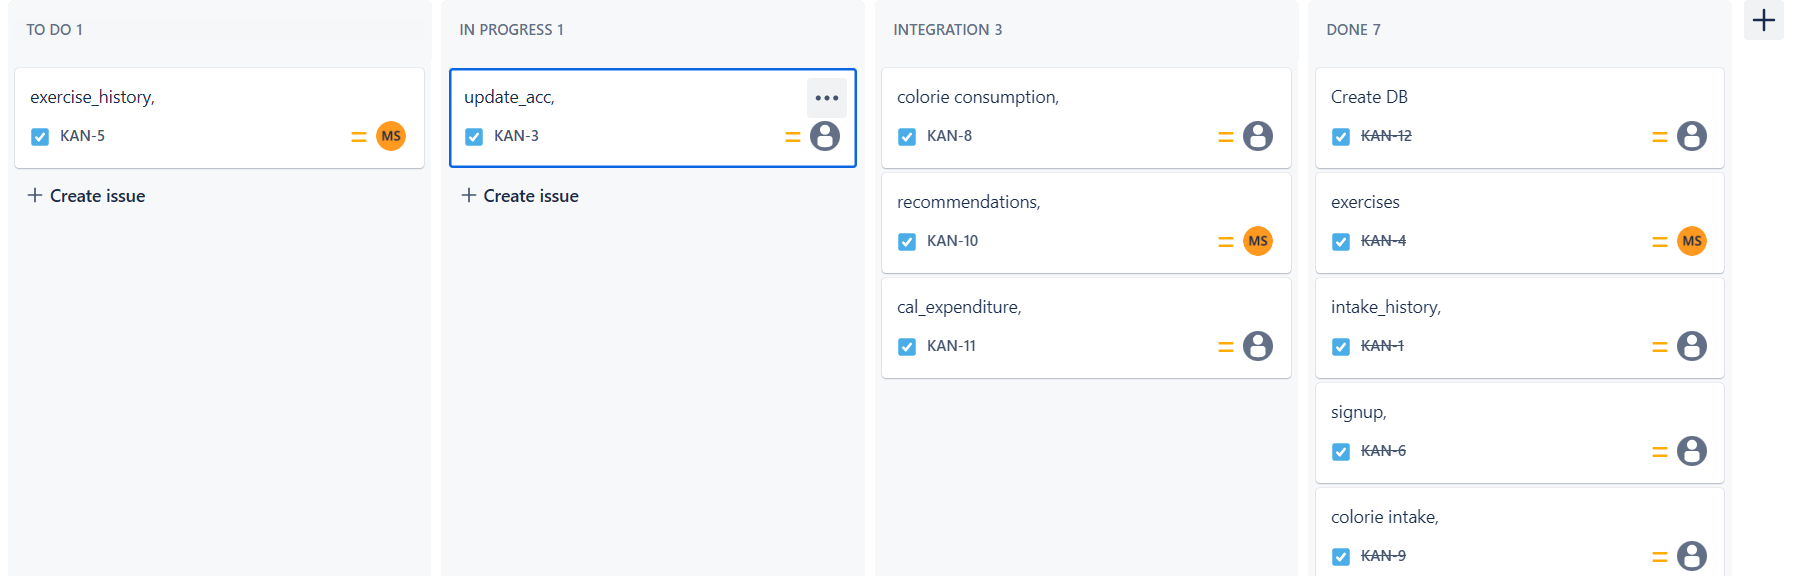 TO DO 1
exercise_history,
KAN-5
MS
Create issue
IN PROGRESS 1
update_acc,
KAN-3
Create issue
INTEGRATION 3
colorie consumption,
KAN-8
recommendations,
KAN-10
MS
cal_expenditure,
KAN-11
DONE 7
Create DB
KAN-12
exercises
KAN-4
MS
intake_history,
KAN-1
signup,
KAN-6
colorie intake,
KAN-9